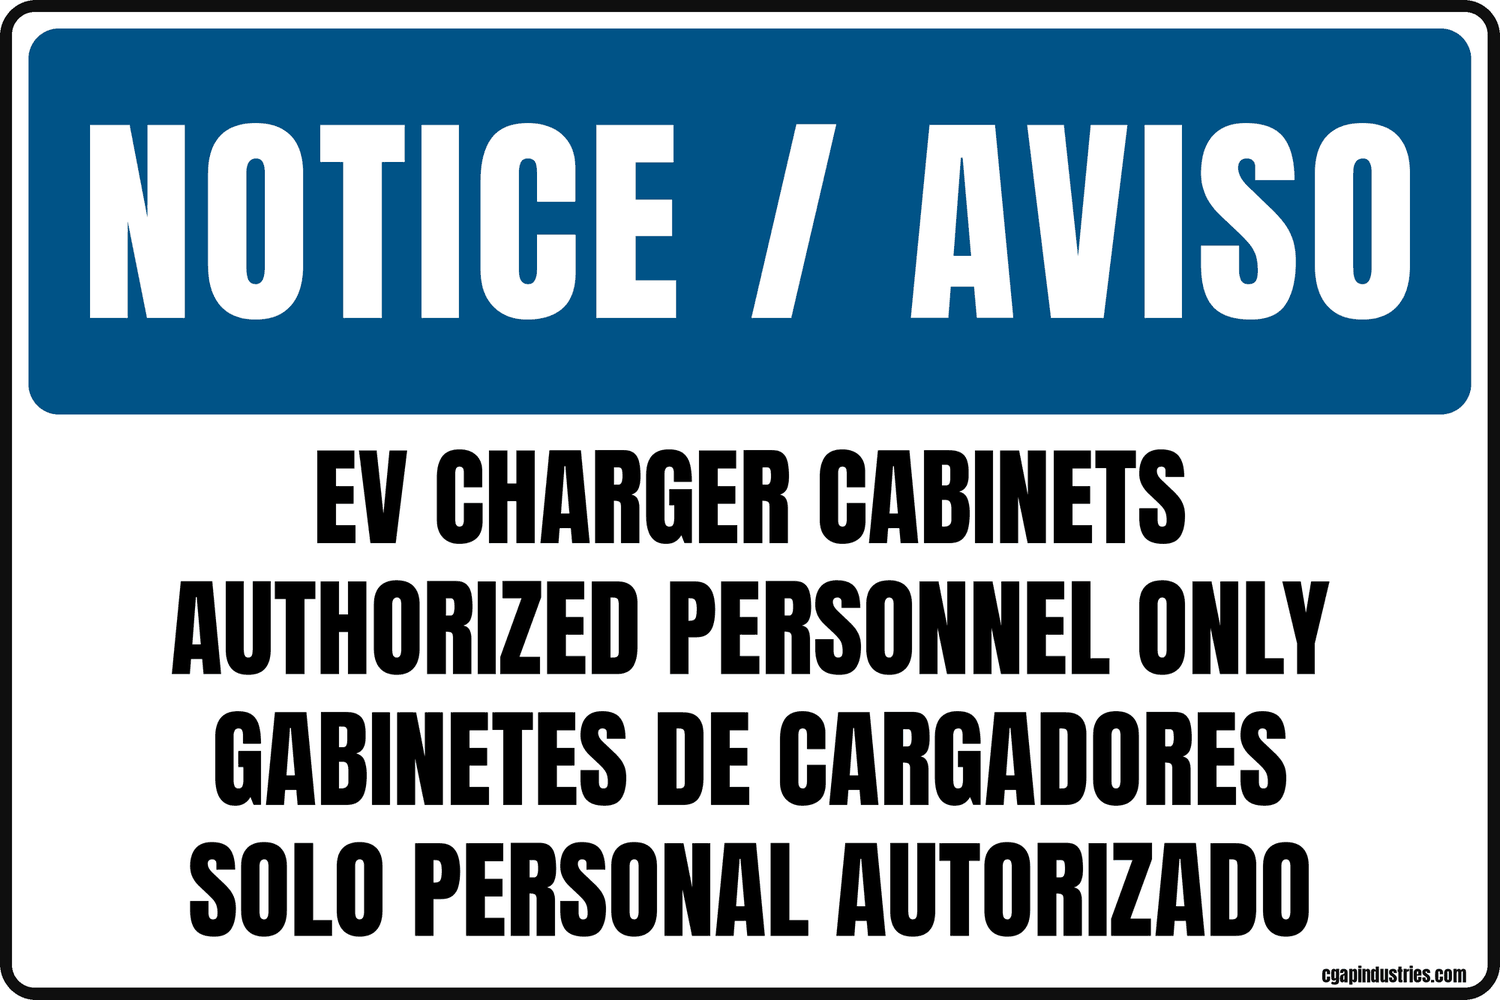 NOTICE / AVISO
EV CHARGER CABINETS
AUTHORIZED PERSONNEL ONLY
GABINETES DE CARGADORES
SOLO PERSONAL AUTORIZADO
cgapindustries.com